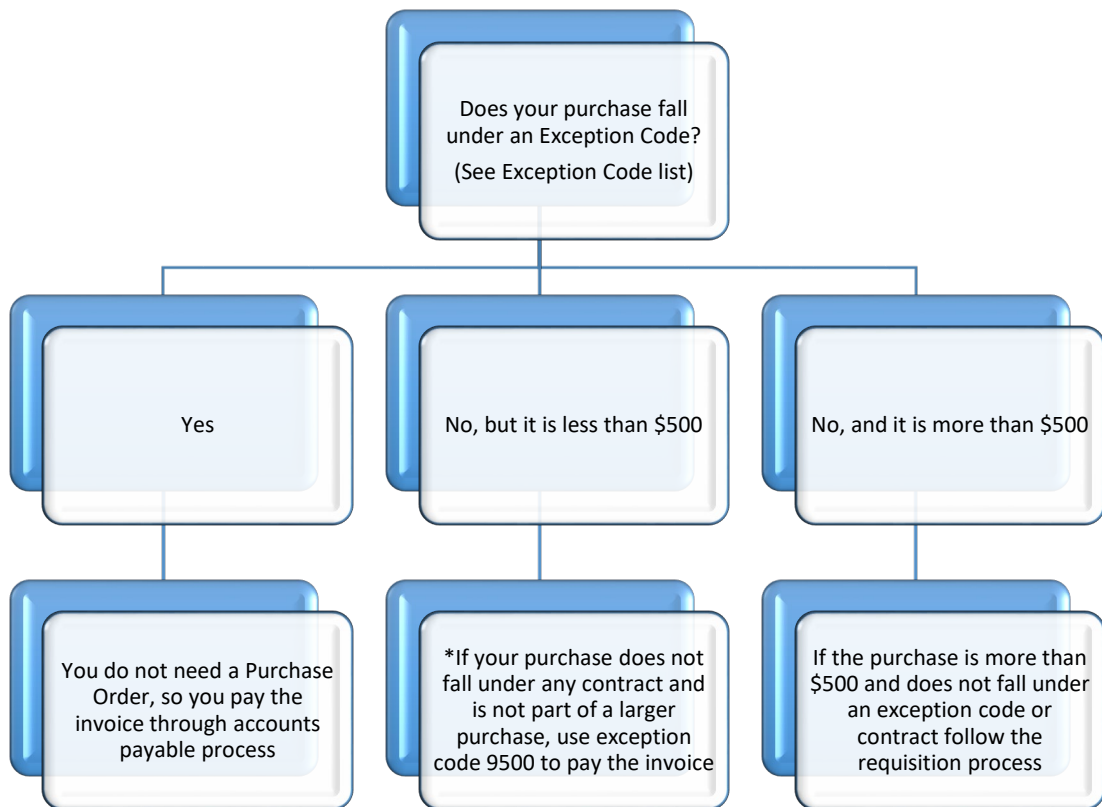 Does your purchase fall
under an Exception Code?
(See Exception Code list)
Yes
No, but it is less than $500
No, and it is more than $500
You do not need a Purchase
Order, so you pay the
invoice through accounts
payable process
*If your purchase does not
fall under any contract and
is not part of a larger
purchase, use exception
code 9500 to pay the invoice
If the purchase is more than
$500 and does not fall under
an exception code or
contract follow the
requisition process